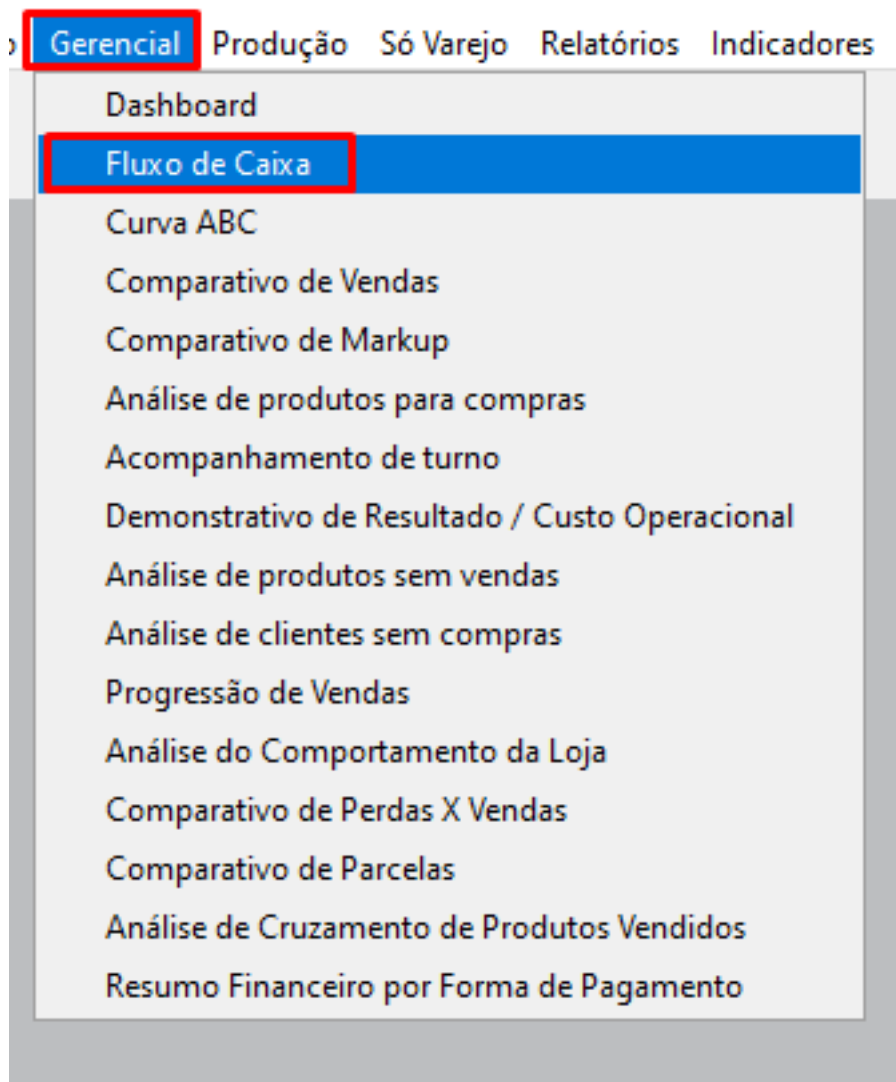 o Gerencial Produção Só Varejo Relatórios Indicadores
Dashboard
Fluxo de Caixa
Curva ABC
Comparativo de Vendas
Comparativo de Markup
Análise de produtos para compras
Acompanhamento de turno
Demonstrativo de Resultado / Custo Operacional
Análise de produtos sem vendas
Análise de clientes sem compras
Progressão de Vendas
Análise do Comportamento da Loja
Comparativo de Perdas X Vendas
Comparativo de Parcelas
Análise de Cruzamento de Produtos Vendidos
Resumo Financeiro por Forma de Pagamento